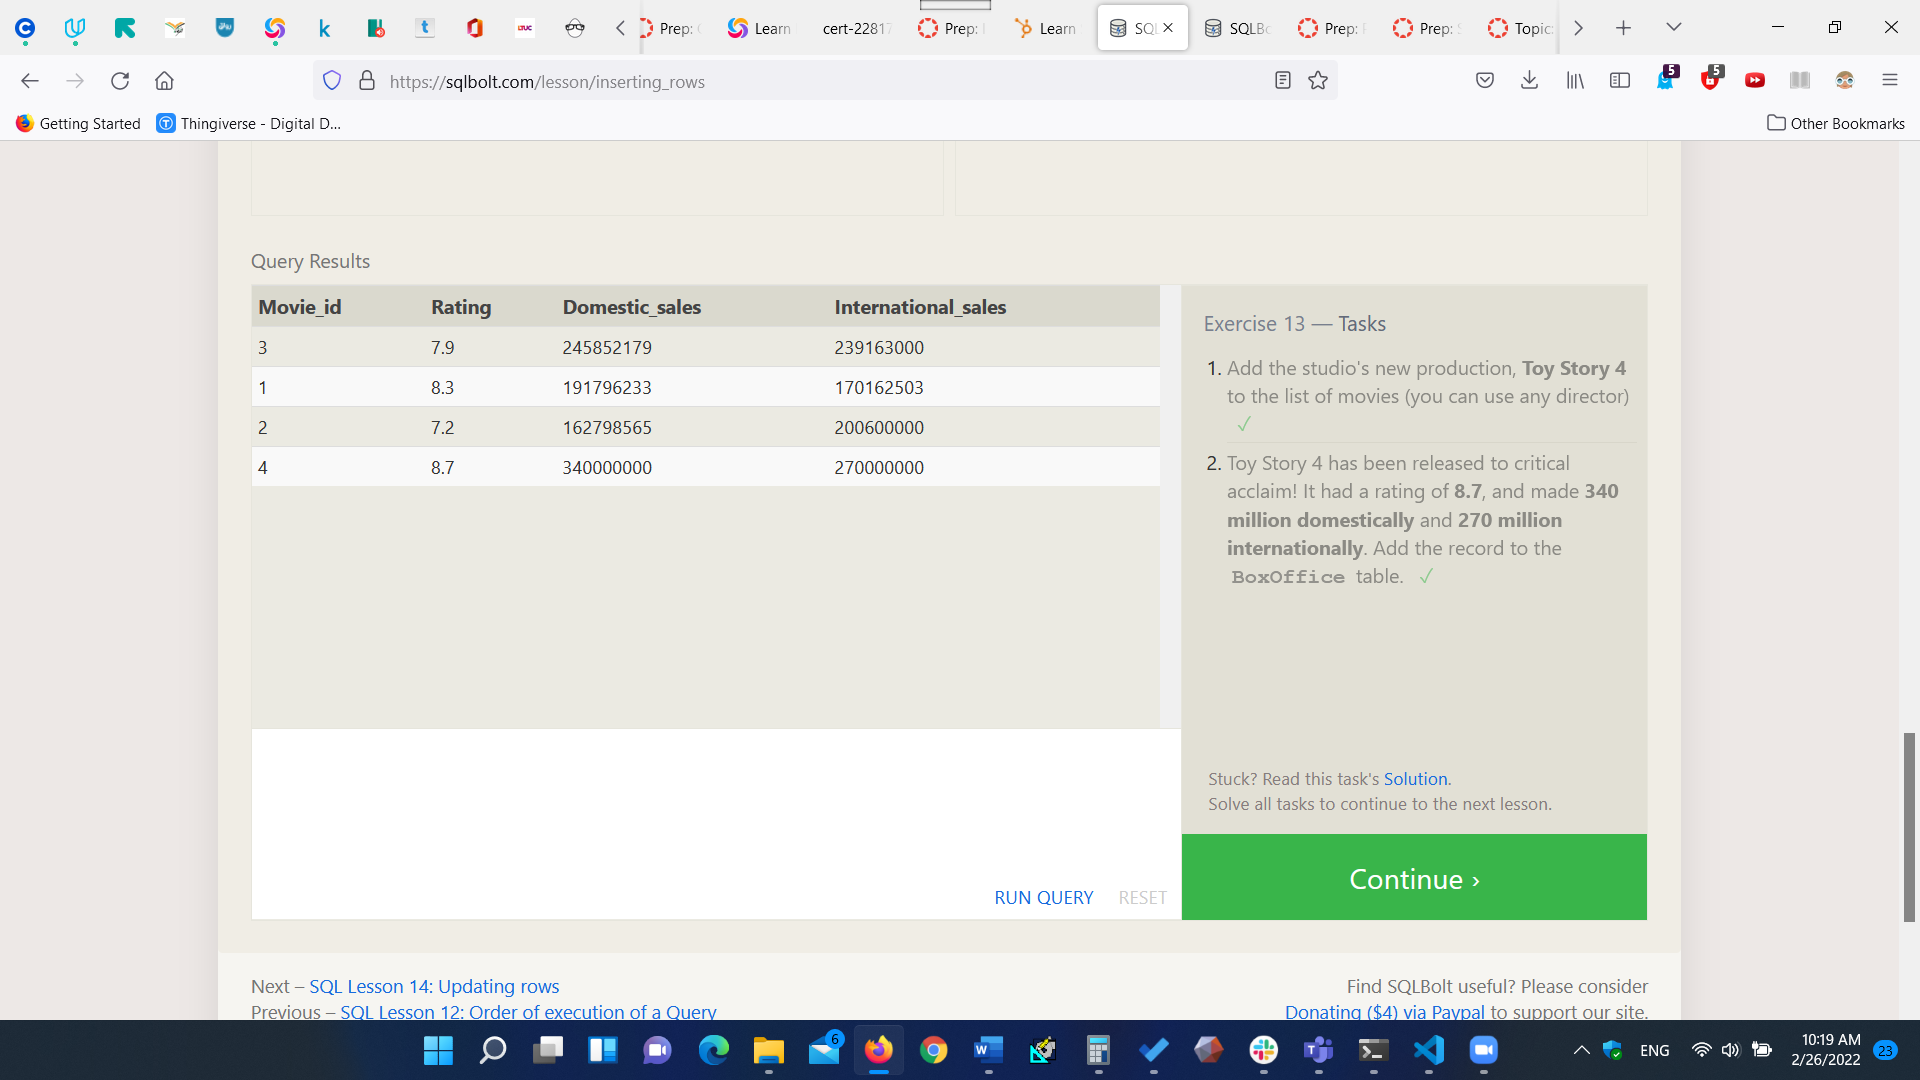 Prep: 
Learn
cert-22817
Prep:
Learn
SQL
SQLBo
Prep:
Prep:
Topic:
https://sqlbolt.com/lesson/inserting_rows
5
5
Getting Started
Thingiverse - Digital D...
Other Bookmarks
Query Results
Movie_id Rating Domestic_sales International_sales
3 7.9 245852179 239163000
1 8.3 191796233 170162503
2 7.2 162798565 200600000
4 8.7 340000000 270000000
Exercise 13 — Tasks
1. Add the studio's new production, Toy Story 4
to the list of movies (you can use any director)
✓
2. Toy Story 4 has been released to critical
acclaim! It had a rating of 8.7, and made 340
million domestically and 270 million
internationally. Add the record to the
BoxOffice table. ✓
Stuck? Read this task's Solution.
Solve all tasks to continue to the next lesson.
RUN QUERY RESET
Continue ›
Next – SQL Lesson 14: Updating rows
Previous – SQL Lesson 12: Order of execution of a Query
Find SQLBolt useful? Please consider
Donating ($4) via Paypal to support our site.
6
ENG
10:19 AM
2/26/2022
23